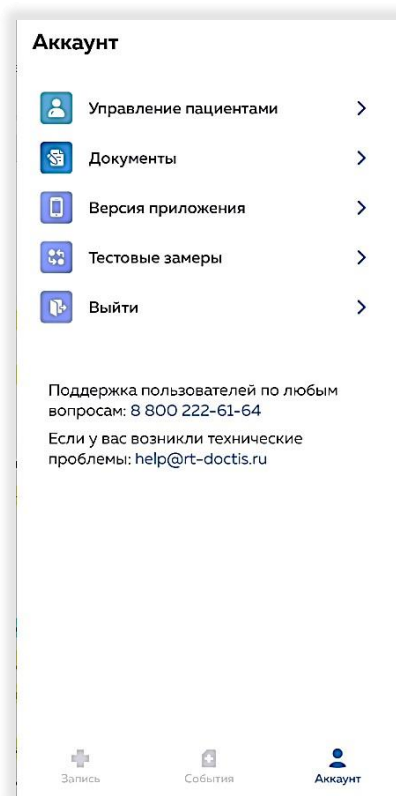 Аккаунт
Управление пациентами
Документы
Версия приложения
Тестовые замеры
Выйти
Поддержка пользователей по любым
вопросам: 8 800 222-61-64
Если у вас возникли технические
проблемы: help@rt-doctis.ru
Запись
События
Аккаунт